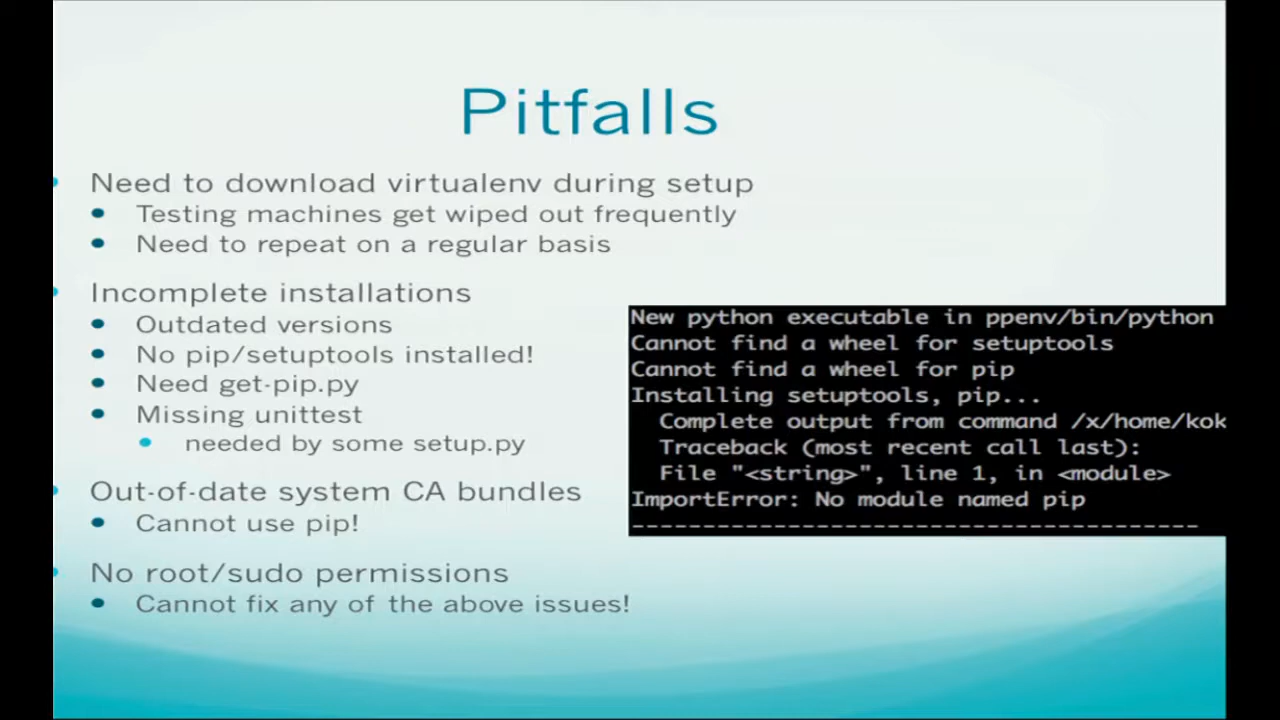 Pitfalls
Need to download virtualenv during setup
Testing machines get wiped out frequently
Need to repeat on a regular basis
Incomplete installations
Outdated versions
No pip/setuptools installed!
Need get-pip.py
Missing unittest
needed by some setup.py
Out-of-date system CA bundles
Cannot use pip!
No root/sudo permissions
Cannot fix any of the above issues!
New python executable in ppenv/bin/python
Cannot find a wheel for setuptools
Cannot find a wheel for pip
Installing setuptools, pip...
Complete output from command /x/home/kok
Traceback (most recent call last):
File "<string>", line 1, in <module>
ImportError: No module named pip
----------------------------------------